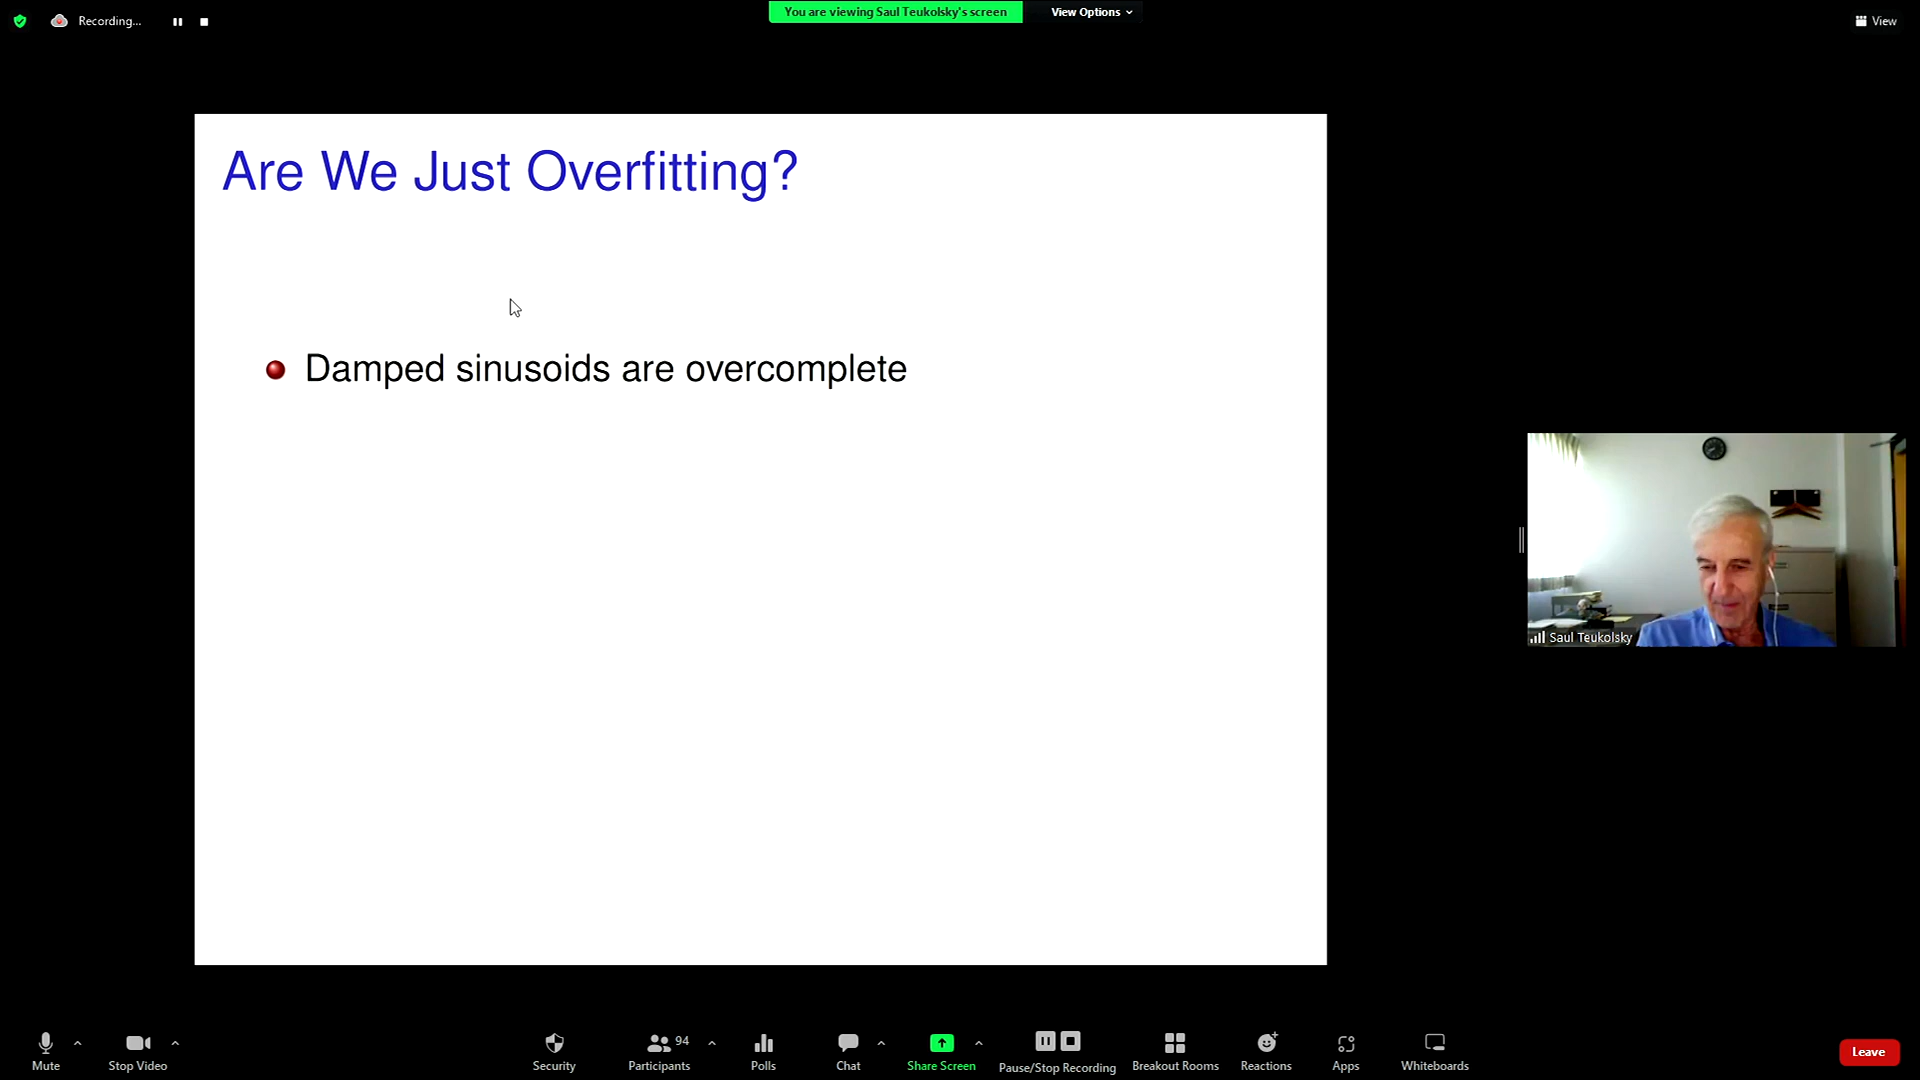 Recording...
You are viewing Saul Teukolsky's screen
View Options
View
Are We Just Overfitting?
Damped sinusoids are overcomplete
Saul Teukolsky
94
Mute
Stop Video
Security
Participants
Polls
Chat
Share Screen
Pause/Stop Recording
Breakout Rooms
Reactions
Apps
Whiteboards
Leave